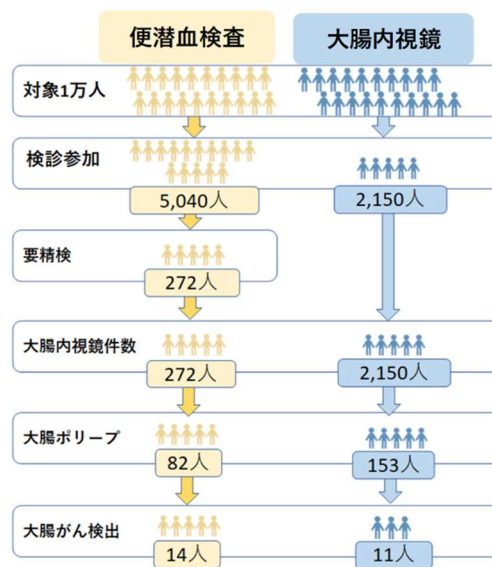 便潜血検査
大腸内視鏡
対象1万人
検診参加
5,040人
2,150人
要精検
272人
大腸内視鏡件数
272人
2,150人
大腸ポリープ
82人
153人
大腸がん検出
14人
11人